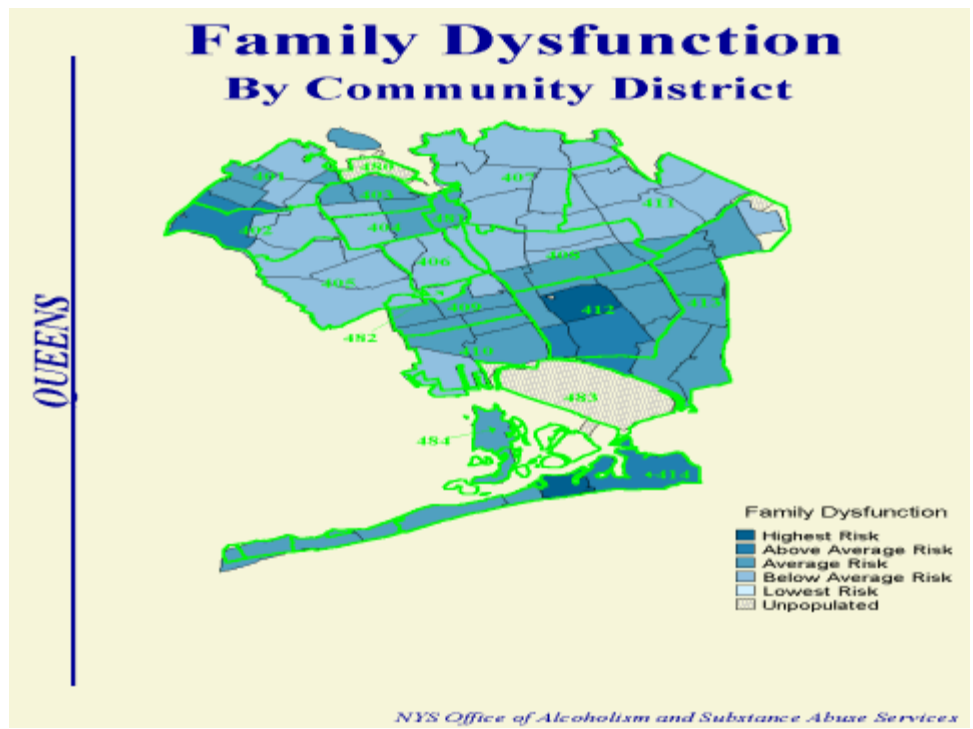 Family Dysfunction
By Community District
QUEENS
401
480
403
407
411
402
404
481
406
408
405
409
412
413
482
410
483
484
414
Family Dysfunction
Highest Risk
Above Average Risk
Average Risk
Below Average Risk
Lowest Risk
Unpopulated
NYS Office of Alcoholism and Substance Abuse Services